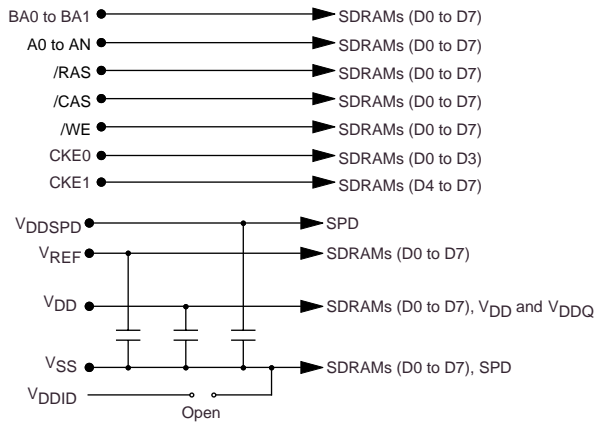 BA0 to BA1 SDRAMs (D0 to D7)
A0 to AN SDRAMs (D0 to D7)
/RAS SDRAMs (D0 to D7)
/CAS SDRAMs (D0 to D7)
/WE SDRAMs (D0 to D7)
CKE0 SDRAMs (D0 to D3)
CKE1 SDRAMs (D4 to D7)
VDDSPD SPD
VREF SDRAMs (D0 to D7)
VDD SDRAMs (D0 to D7), VDD and VDDQ
VSS SDRAMs (D0 to D7), SPD
VDDID
Open